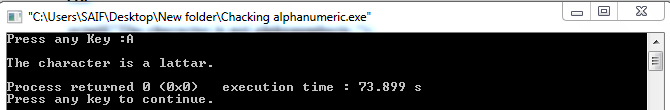 "C:\Users\SAIF\Desktop\New folder\Chacking alphanumeric.exe"
Press any Key :A
The character is a lattar.
Process returned 0 (0x0)   execution time : 73.899 s
Press any key to continue.